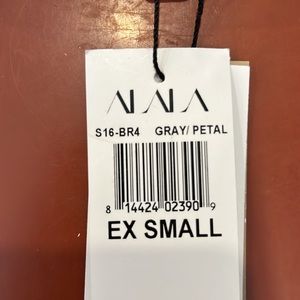 ALALA
S16-BR4 GRAY/ PETAL
8 14424 02390 9
EX SMALL